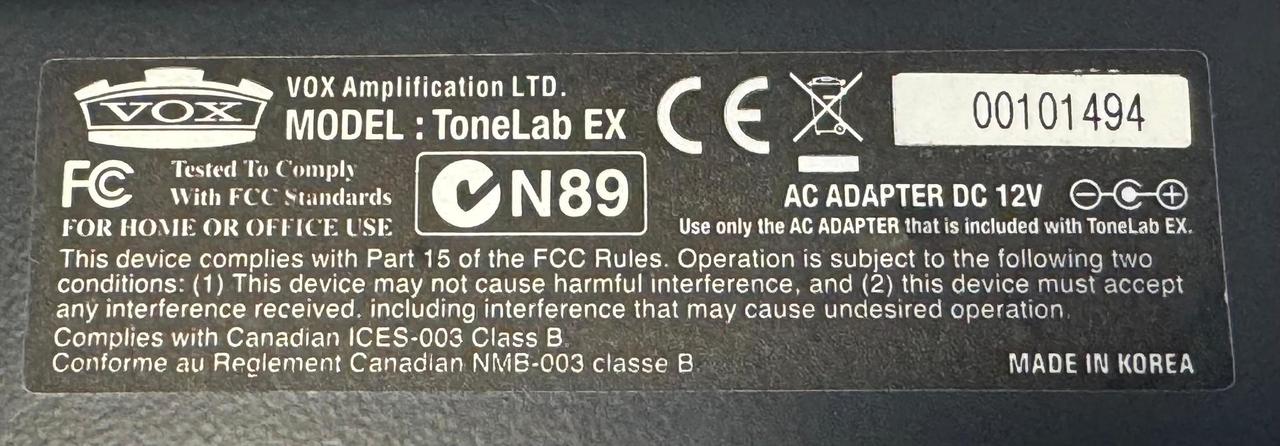 VOX
VOX Amplification LTD.
MODEL : ToneLab EX
CE
00101494
FC
Tested To Comply
With FCC Standards
FOR HOME OR OFFICE USE
N89
AC ADAPTER DC 12V
Use only the AC ADAPTER that is included with ToneLab EX.
This device complies with Part 15 of the FCC Rules. Operation is subject to the following two
conditions: (1) This device may not cause harmful interference, and (2) this device must accept
any interference received. including interference that may cause undesired operation.
Complies with Canadian ICES-003 Class B.
Conforme au Reglement Canadian NMB-003 classe B.
MADE IN KOREA